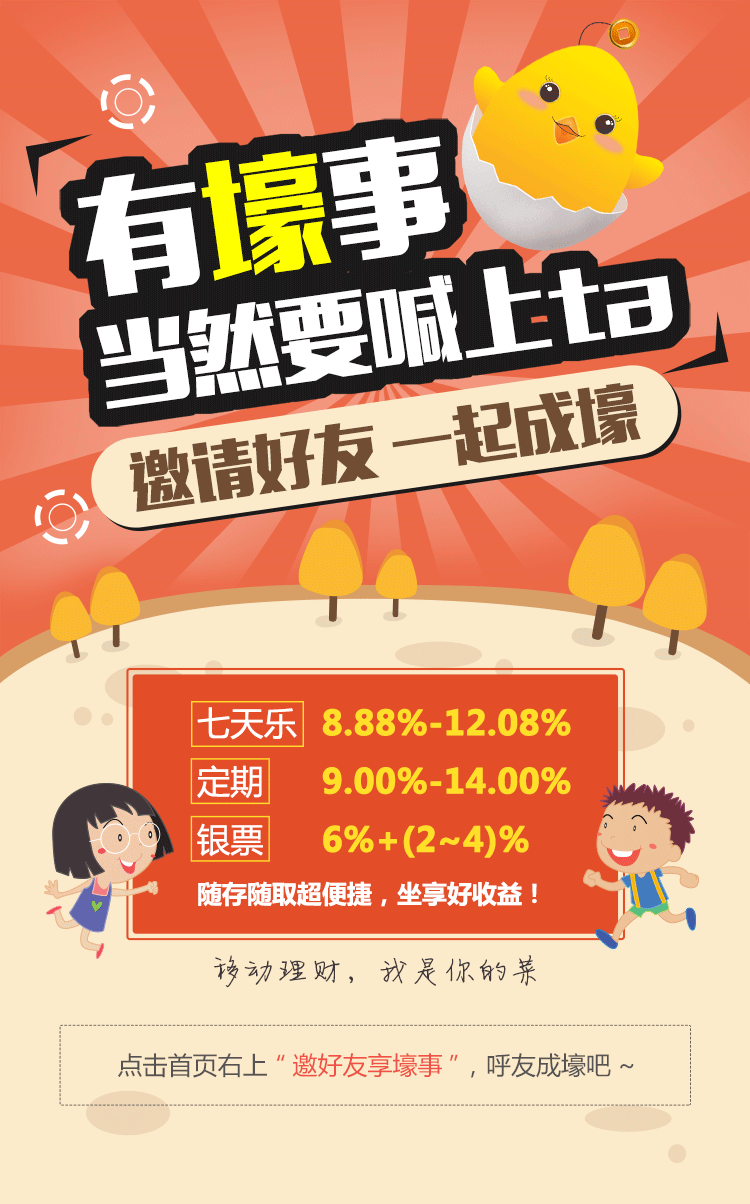 有壕事
当然要喊上ta
邀请好友 一起成壕
七天乐 8.88%-12.08%
定期 9.00%-14.00%
银票 6%+(2~4)%
随存随取超便捷，坐享好收益！
移动理财，我是你的菜
点击首页右上“邀好友享壕事”，呼友成壕吧 ~